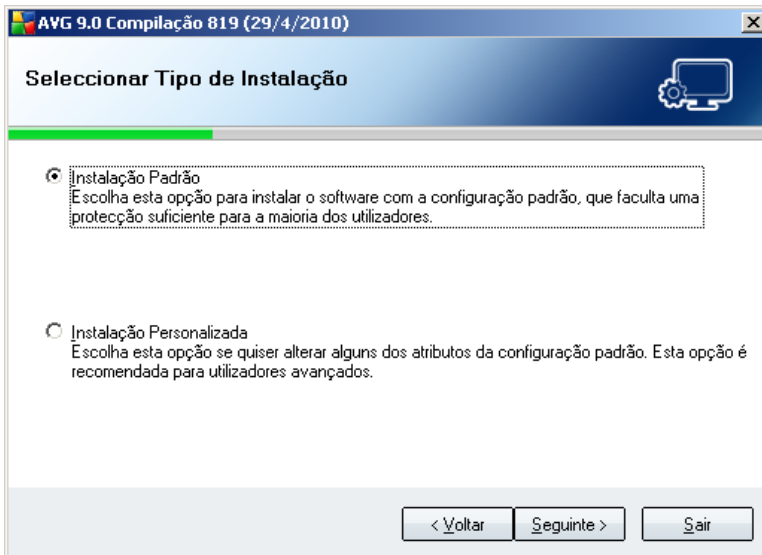 AVG 9.0 Compilação 819 (29/4/2010)
Seleccionar Tipo de Instalação
Instalação Padrão
Escolha esta opção para instalar o software com a configuração padrão, que faculta uma
protecção suficiente para a maioria dos utilizadores.
Instalação Personalizada
Escolha esta opção se quiser alterar alguns dos atributos da configuração padrão. Esta opção é
recomendada para utilizadores avançados.
< Voltar
Seguinte >
Sair